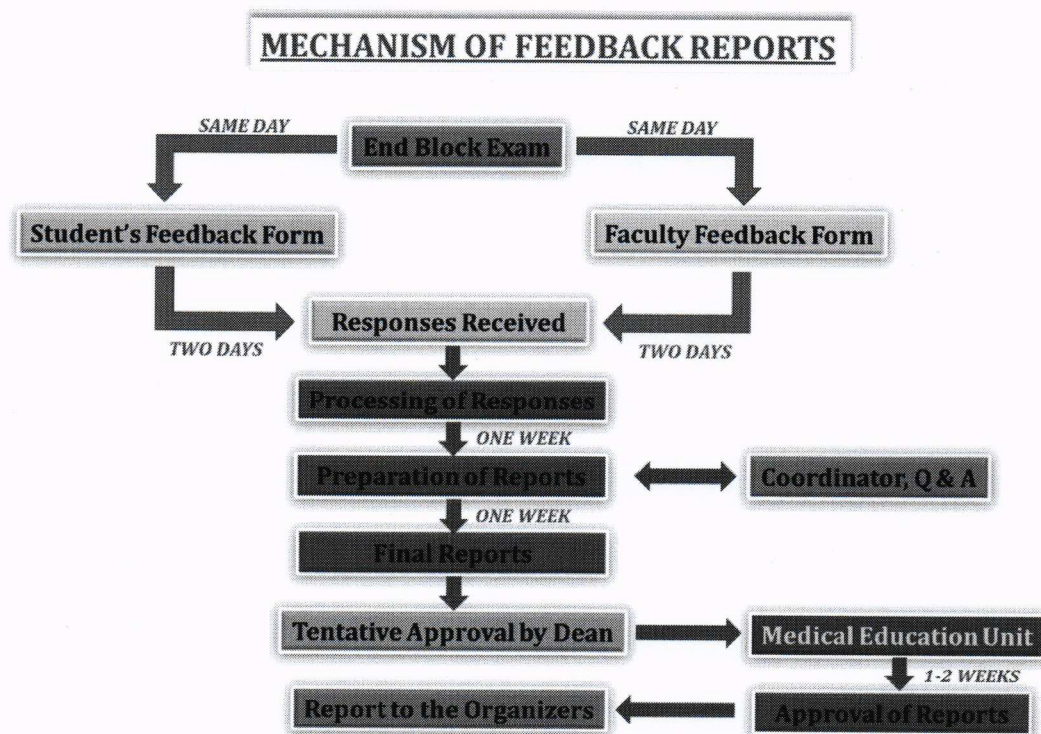 MECHANISM OF FEEDBACK REPORTS
SAME DAY
SAME DAY
End Block Exam
Student's Feedback Form
Faculty Feedback Form
Responses Received
TWO DAYS
TWO DAYS
Processing of Responses
ONE WEEK
Preparation of Reports
Coordinator, Q & A
ONE WEEK
Final Reports
Tentative Approval by Dean
Medical Education Unit
1-2 WEEKS
Report to the Organizers
Approval of Reports